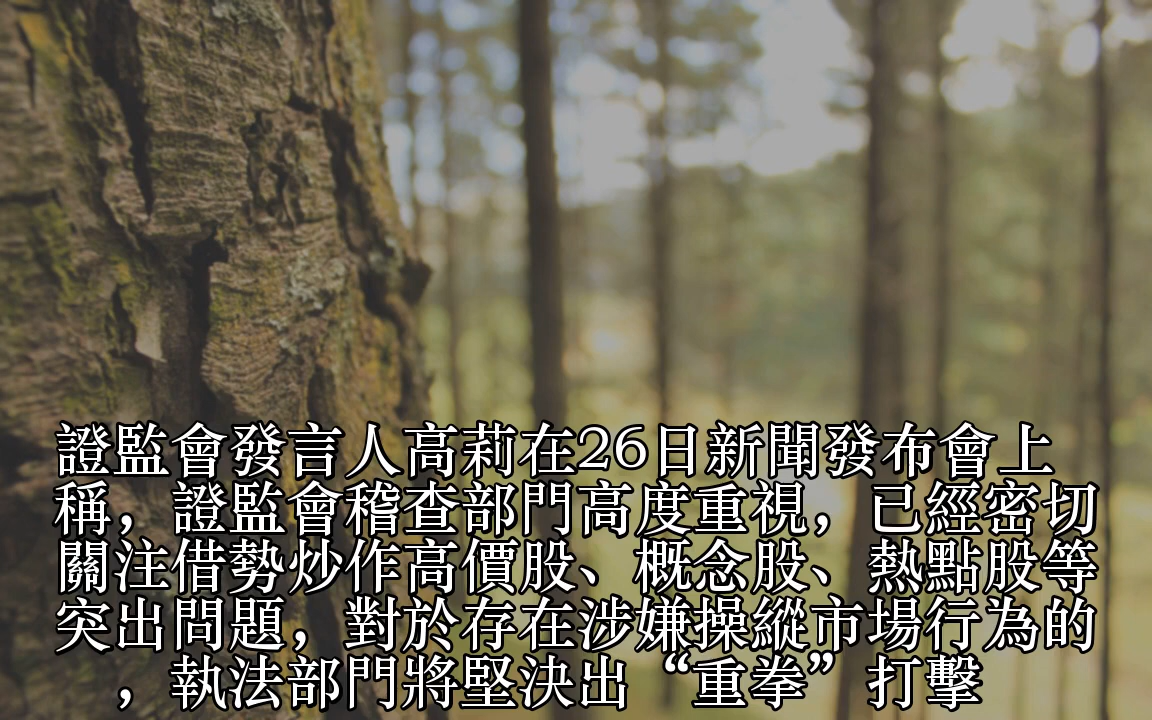 證監會發言人高莉在26日新聞發布會上
稱，證監會稽查部門高度重視，已經密切
關注借勢炒作高價股、概念股、熱點股等
突出問題，對於存在涉嫌操縱市場行為的
，執法部門將堅決出“重拳”打擊